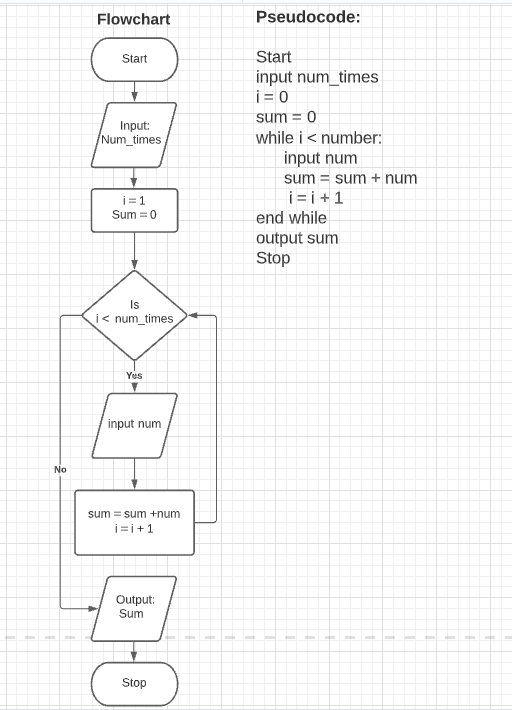 Flowchart
Start
Input:
Num_times
i = 1
Sum = 0
Is
i < num_times
Yes
input num
No
sum = sum +num
i = i + 1
Output:
Sum
Stop
Pseudocode:
Start
input num_times
i = 0
sum = 0
while i < number:
input num
sum = sum + num
i = i + 1
end while
output sum
Stop